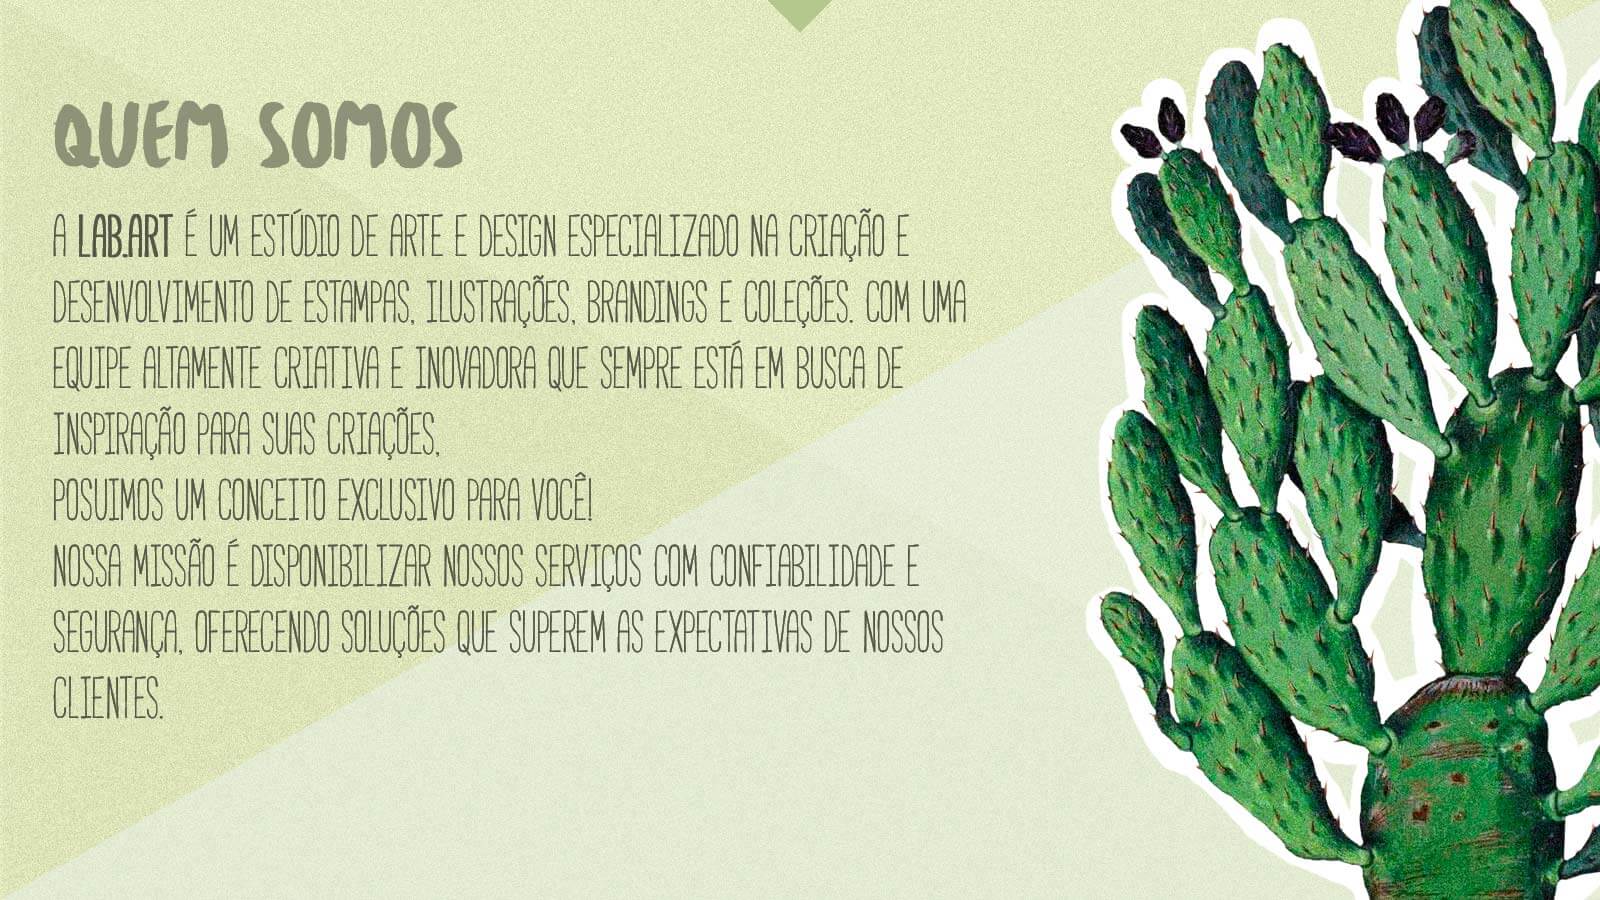 QUEM SOMOS
A LAB.ART É UM ESTÚDIO DE ARTE E DESIGN ESPECIALIZADO NA CRIAÇÃO E
DESENVOLVIMENTO DE ESTAMPAS, ILUSTRAÇÕES, BRANDINGS E COLEÇÕES. COM UMA
EQUIPE ALTAMENTE CRIATIVA E INOVADORA QUE SEMPRE ESTÁ EM BUSCA DE
INSPIRAÇÃO PARA SUAS CRIAÇÕES,
POSUIMOS UM CONCEITO EXCLUSIVO PARA VOCÊ!
NOSSA MISSÃO É DISPONIBILIZAR NOSSOS SERVIÇOS COM CONFIABILIDADE E
SEGURANÇA, OFERECENDO SOLUÇÕES QUE SUPEREM AS EXPECTATIVAS DE NOSSOS
CLIENTES.